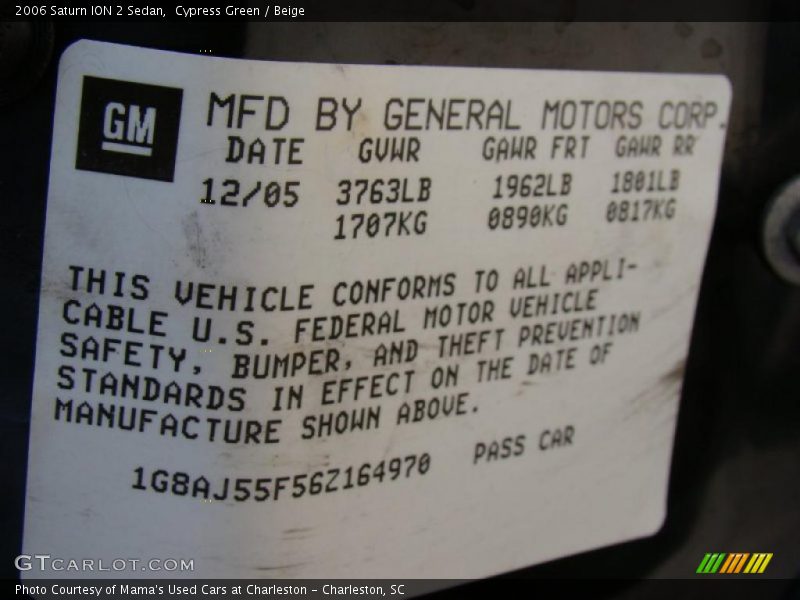 2006 Saturn ION 2 Sedan,  Cypress Green / Beige
GM
MFD BY GENERAL MOTORS CORP.
DATE GVWR GAWR FRT GAWR RR
12/05 3763LB 1962LB 1801LB
1707KG 0890KG 0817KG
THIS VEHICLE CONFORMS TO ALL APPLI-
CABLE U.S. FEDERAL MOTOR VEHICLE
SAFETY, BUMPER, AND THEFT PREVENTION
STANDARDS IN EFFECT ON THE DATE OF
MANUFACTURE SHOWN ABOVE.
1G8AJ55F56Z164970 PASS CAR
GTCARLOT.COM
Photo Courtesy of Mama's Used Cars at Charleston - Charleston, SC